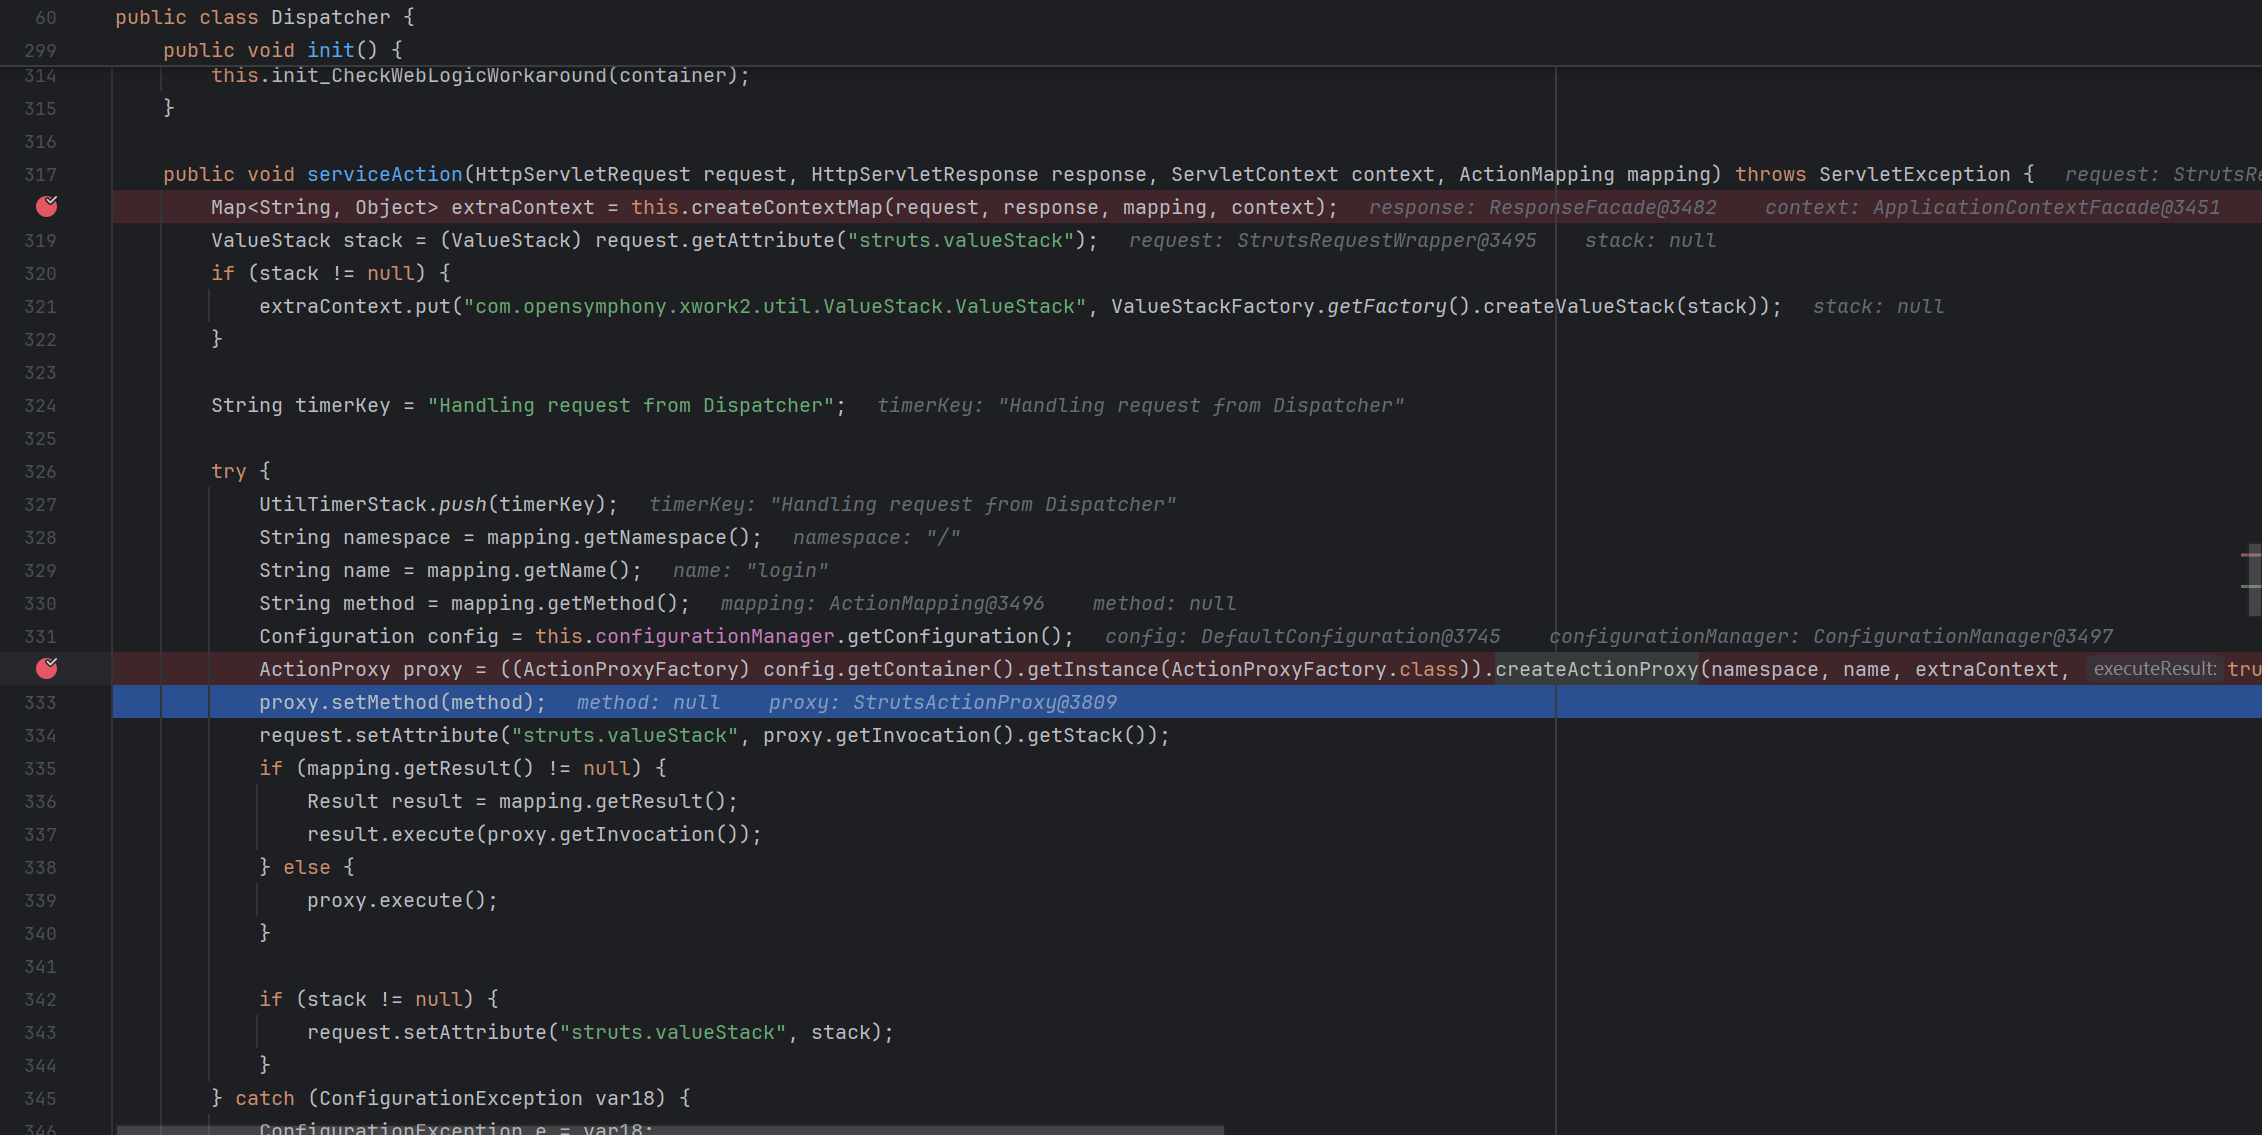 60 public class Dispatcher {
299 public void init() {
314 this.init_CheckWebLogicWorkaround(container);
315 }
316
317 public void serviceAction(HttpServletRequest request, HttpServletResponse response, ServletContext context, ActionMapping mapping) throws ServletException { request: StrutsRe
Map<String, Object> extraContext = this.createContextMap(request, response, mapping, context); response: ResponseFacade@3482 context: ApplicationContextFacade@3451
319 ValueStack stack = (ValueStack) request.getAttribute("struts.valueStack"); request: StrutsRequestWrapper@3495 stack: null
320 if (stack != null) {
321 extraContext.put("com.opensymphony.xwork2.util.ValueStack.ValueStack", ValueStackFactory.getFactory().createValueStack(stack)); stack: null
322 }
323
324 String timerKey = "Handling request from Dispatcher"; timerKey: "Handling request from Dispatcher"
325
326 try {
327 UtilTimerStack.push(timerKey); timerKey: "Handling request from Dispatcher"
328 String namespace = mapping.getNamespace(); namespace: "/"
329 String name = mapping.getName(); name: "login"
330 String method = mapping.getMethod(); mapping: ActionMapping@3496 method: null
331 Configuration config = this.configurationManager.getConfiguration(); config: DefaultConfiguration@3745 configurationManager: ConfigurationManager@3497
ActionProxy proxy = ((ActionProxyFactory) config.getContainer().getInstance(ActionProxyFactory.class)).createActionProxy(namespace, name, extraContext, executeResult: tru
333 proxy.setMethod(method); method: null proxy: StrutsActionProxy@3809
334 request.setAttribute("struts.valueStack", proxy.getInvocation().getStack());
335 if (mapping.getResult() != null) {
336 Result result = mapping.getResult();
337 result.execute(proxy.getInvocation());
338 } else {
339 proxy.execute();
340 }
341
342 if (stack != null) {
343 request.setAttribute("struts.valueStack", stack);
344 }
345 } catch (ConfigurationException var18) {
346 ConfigurationException e = var18;